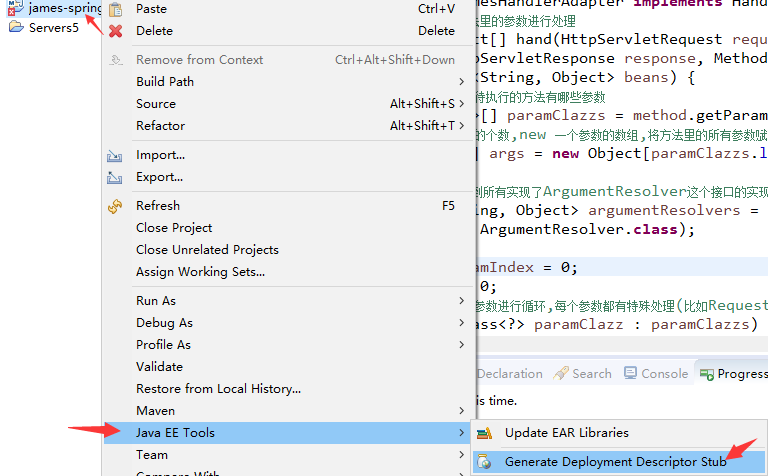 james-spring
Servers5
Paste Ctrl+V
Delete Delete
Remove from Context Ctrl+Alt+Shift+Down
Build Path
Source Alt+Shift+S
Refactor Alt+Shift+T
Import...
Export...
Refresh F5
Close Project
Close Unrelated Projects
Assign Working Sets...
Run As
Debug As
Profile As
Validate
Restore from Local History...
Maven
Java EE Tools
Team
Compare With
Update EAR Libraries
Generate Deployment Descriptor Stub
mesHandlerAdapter implements Hand
法里的参数进行处理
ct[] hand(HttpServletRequest requ
pServletResponse response, Method
<String, Object> beans) {
待执行的方法有哪些参数
>[] paramClazzs = method.getParam
的个数,new 一个参数的数组,将方法里的所有参数赋
] args = new Object[paramClazzs.l
到所有实现了ArgumentResolver这个接口的实现
ing, Object> argumentResolvers =
ArgumentResolver.class);
amIndex = 0;
0;
参数进行循环,每个参数都有特殊处理(比如Request
ass<?> paramClazz : paramClazzs)
Declaration Search Console Progress
is time.